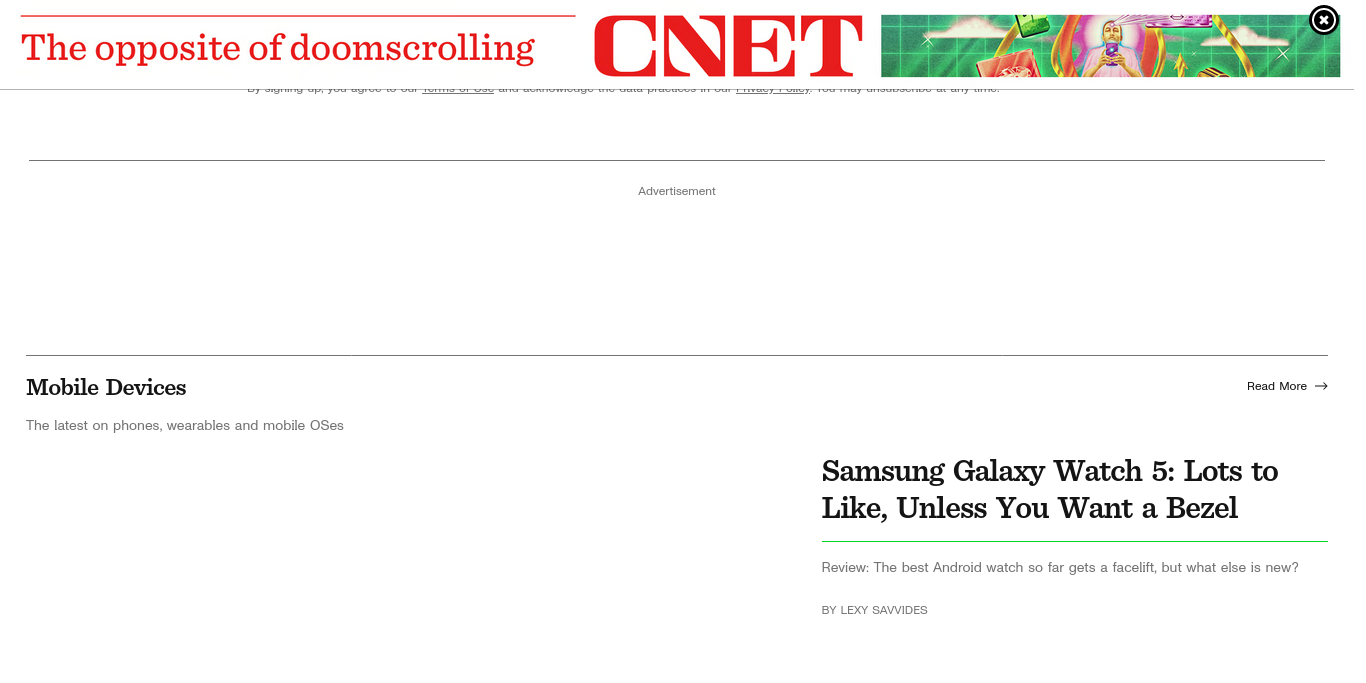 The opposite of doomscrolling
CNET
By signing up, you agree to our Terms of Use and acknowledge the data practices in our Privacy Policy. You may unsubscribe at any time.
Advertisement
Mobile Devices
Read More
The latest on phones, wearables and mobile OSes
Samsung Galaxy Watch 5: Lots to
Like, Unless You Want a Bezel
Review: The best Android watch so far gets a facelift, but what else is new?
BY LEXY SAVVIDES